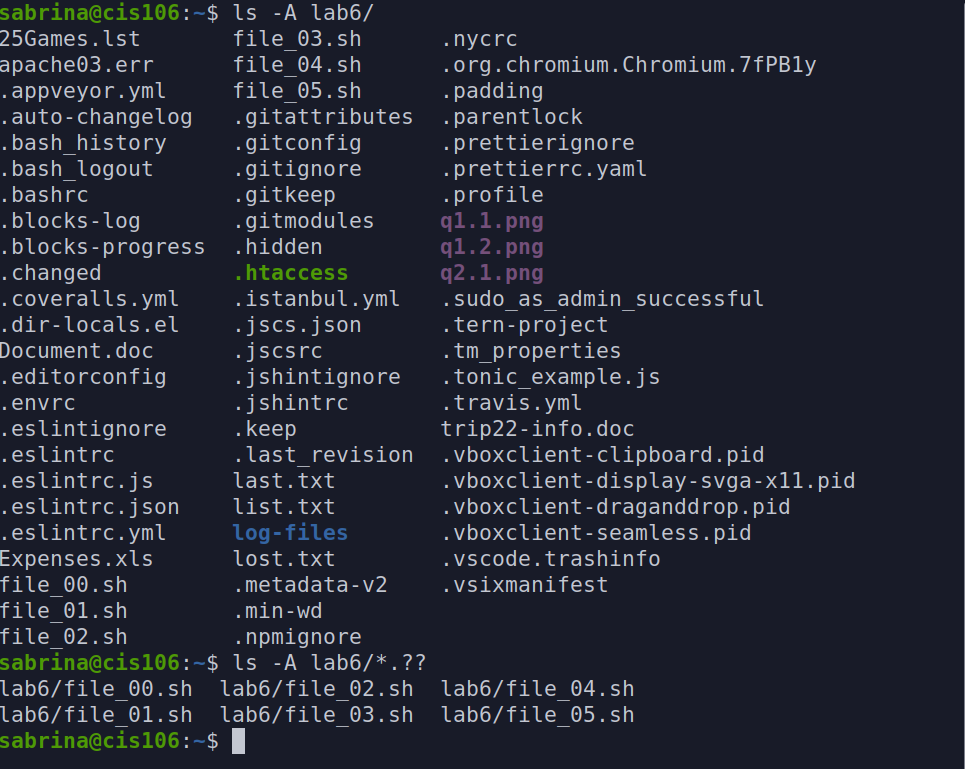 sabrina@cis106:~$ ls -A lab6/
25Games.lst file_03.sh .nycrc
apache03.err file_04.sh .org.chromium.Chromium.7fPB1y
.appveyor.yml file_05.sh .padding
.auto-changelog .gitattributes .parentlock
.bash_history .gitconfig .prettierignore
.bash_logout .gitignore .prettierrc.yaml
.bashrc .gitkeep .profile
.blocks-log .gitmodules q1.1.png
.blocks-progress .hidden q1.2.png
.changed .htaccess q2.1.png
.coveralls.yml .istanbul.yml .sudo_as_admin_successful
.dir-locals.el .jscs.json .tern-project
Document.doc .jscsrc .tm_properties
.editorconfig .jshintignore .tonic_example.js
.envrc .jshintrc .travis.yml
.eslintignore .keep trip22-info.doc
.eslintrc .last_revision .vboxclient-clipboard.pid
.eslintrc.js last.txt .vboxclient-display-svga-x11.pid
.eslintrc.json list.txt .vboxclient-draganddrop.pid
.eslintrc.yml log-files .vboxclient-seamless.pid
Expenses.xls lost.txt .vscode.trashinfo
file_00.sh .metadata-v2 .vsixmanifest
file_01.sh .min-wd
file_02.sh .npmignore
sabrina@cis106:~$ ls -A lab6/*.??
lab6/file_00.sh lab6/file_02.sh lab6/file_04.sh
lab6/file_01.sh lab6/file_03.sh lab6/file_05.sh
sabrina@cis106:~$